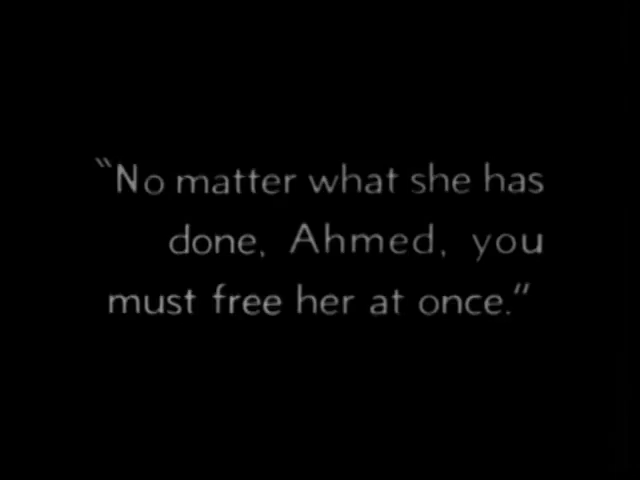 “No matter what she has
done, Ahmed, you
must free her at once.”